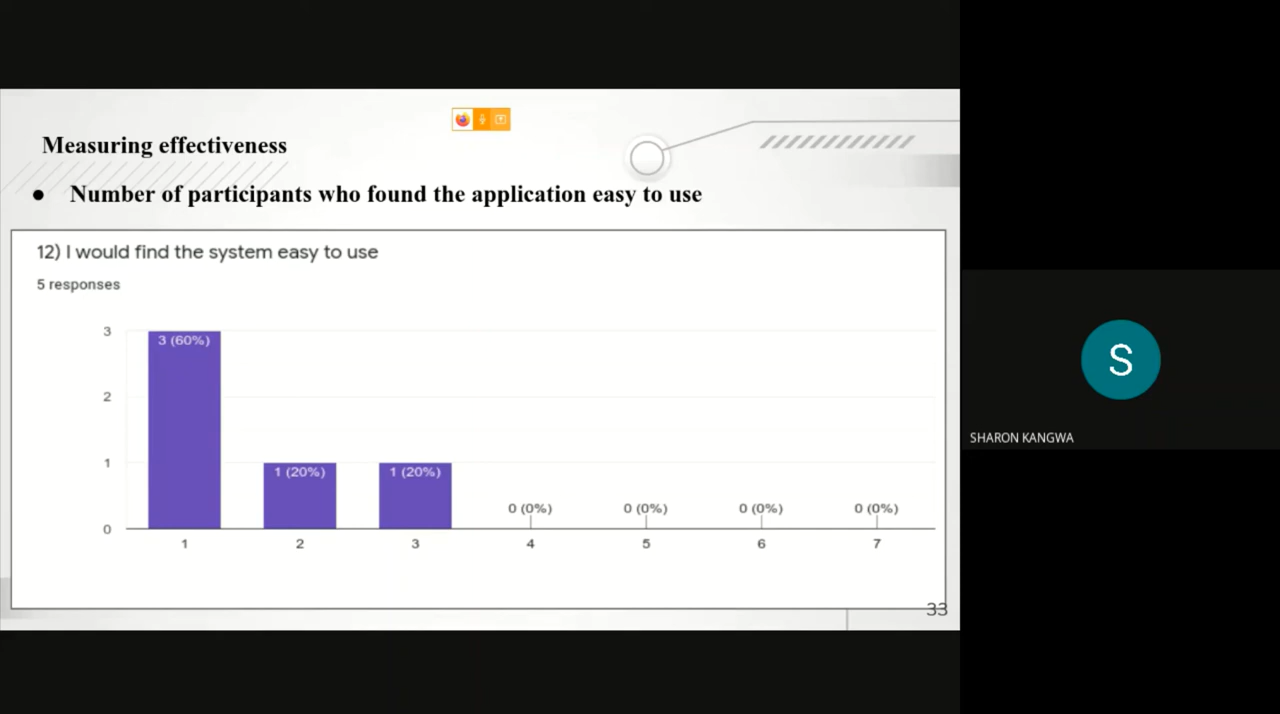 Measuring effectiveness
● Number of participants who found the application easy to use
12) I would find the system easy to use
5 responses
3
2
1
0
3 (60%)
1 (20%)
1 (20%)
0 (0%)
0 (0%)
0 (0%)
0 (0%)
1 2 3 4 5 6 7
33
S
SHARON KANGWA